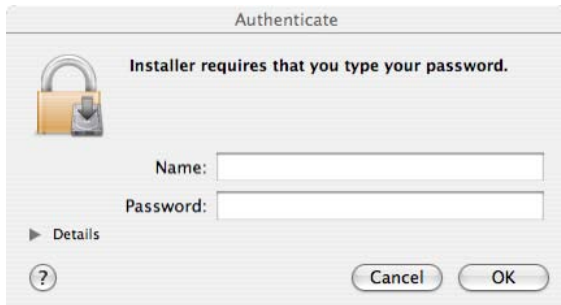 Authenticate
Installer requires that you type your password.
Name:
Password:
Details
?
Cancel
OK